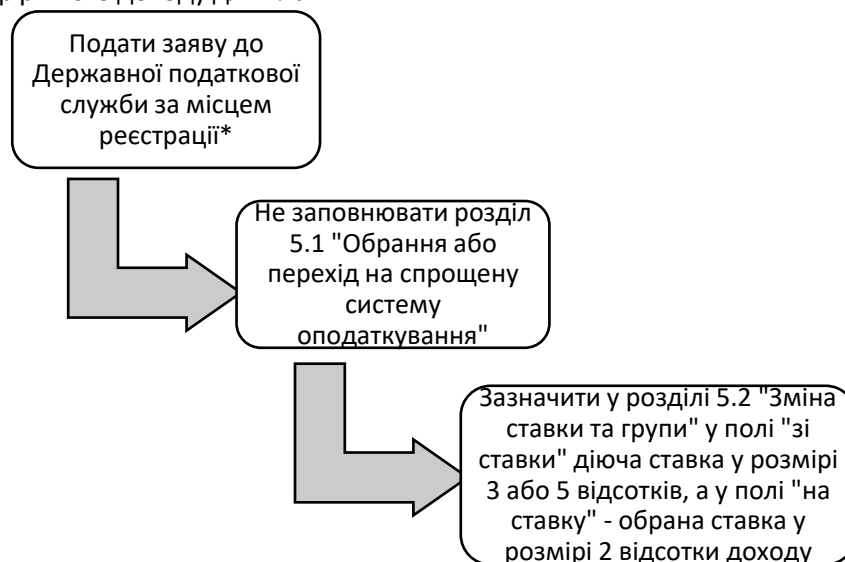 Подати заяву до
Державної податкової
служби за місцем
реєстрації*
Не заповнювати розділ
5.1 "Обрання або
перехід на спрощену
систему
оподаткування"
Зазначити у розділі 5.2 "Зміна
ставки та групи" у полі "зі
ставки" діюча ставка у розмірі
3 або 5 відсотків, а у полі "на
ставку" - обрана ставка у
розмірі 2 відсотки доходу